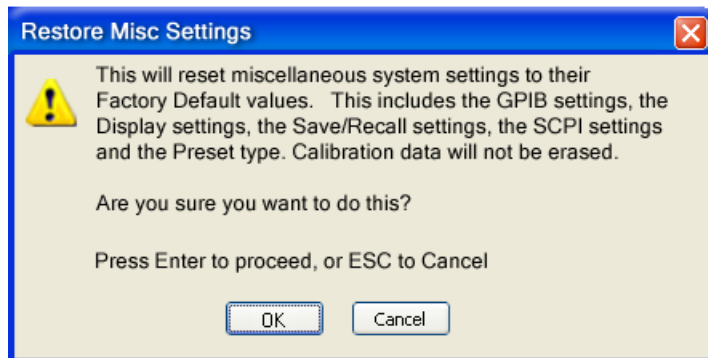 Restore Misc Settings
This will reset miscellaneous system settings to their
Factory Default values. This includes the GPIB settings, the
Display settings, the Save/Recall settings, the SCPI settings
and the Preset type. Calibration data will not be erased.
Are you sure you want to do this?
Press Enter to proceed, or ESC to Cancel
OK
Cancel